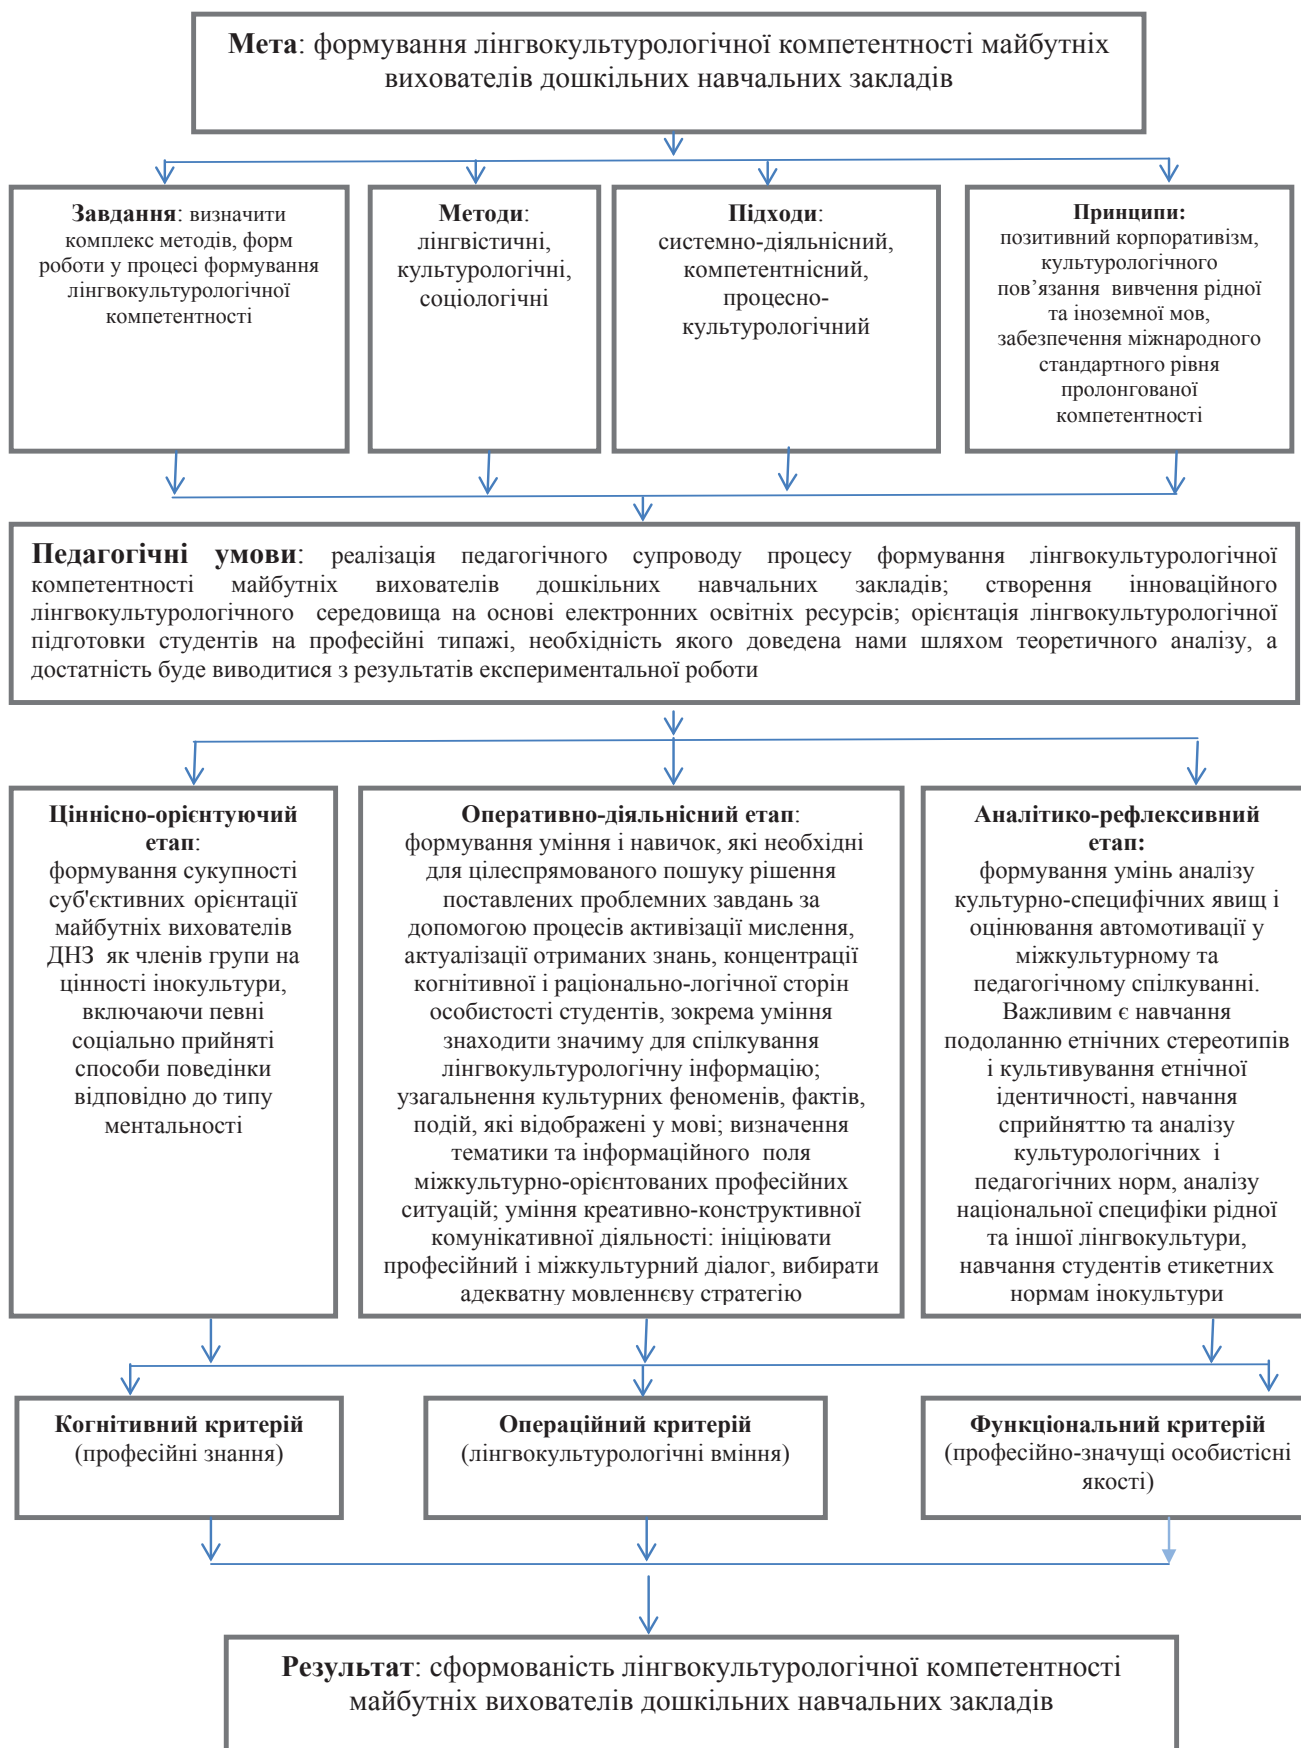 Мета: формування лінгвокультурологічної компетентності майбутніх
вихователів дошкільних навчальних закладів
Завдання: визначити
комплекс методів, форм
роботи у процесі формування
лінгвокультурологічної
компетентності
Методи:
лінгвістичні,
культурологічні,
соціологічні
Підходи:
системно-діяльнісний,
компетентнісний,
процесно-
культурологічний
Принципи:
позитивний корпоративізм,
культурологічного
пов’язання вивчення рідної
та іноземної мов,
забезпечення міжнародного
стандартного рівня
пролонгованої
компетентності
Педагогічні умови: реалізація педагогічного супроводу процесу формування лінгвокультурологічної
компетентності майбутніх вихователів дошкільних навчальних закладів; створення інноваційного
лінгвокультурологічного середовища на основі електронних освітніх ресурсів; орієнтація лінгвокультурологічної
підготовки студентів на професійні типажі, необхідність якого доведена нами шляхом теоретичного аналізу, а
достатність буде виводитися з результатів експериментальної роботи
Ціннісно-орієнтуючий
етап:
формування сукупності
суб'єктивних орієнтації
майбутніх вихователів
ДНЗ як членів групи на
цінності інокультури,
включаючи певні
соціально прийняті
способи поведінки
відповідно до типу
ментальності
Оперативно-діяльнісний етап:
формування уміння і навичок, які необхідні
для цілеспрямованого пошуку рішення
поставлених проблемних завдань за
допомогою процесів активізації мислення,
актуалізації отриманих знань, концентрації
когнітивної і раціонально-логічної сторін
особистості студентів, зокрема уміння
знаходити значиму для спілкування
лінгвокультурологічну інформацію;
узагальнення культурних феноменів, фактів,
подій, які відображені у мові; визначення
тематики та інформаційного поля
міжкультурно-орієнтованих професійних
ситуацій; уміння креативно-конструктивної
комунікативної діяльності: ініціювати
професійний і міжкультурний діалог, вибирати
адекватну мовленнєву стратегію
Аналітико-рефлексивний
етап:
формування умінь аналізу
культурно-специфічних явищ і
оцінювання автомотивації у
міжкультурному та
педагогічному спілкуванні.
Важливим є навчання
подоланню етнічних стереотипів
і культивування етнічної
ідентичності, навчання
сприйняттю та аналізу
культурологічних і
педагогічних норм, аналізу
національної специфіки рідної
та іншої лінгвокультури,
навчання студентів етикетних
нормам інокультури
Когнітивний критерій
(професійні знання)
Операційний критерій
(лінгвокультурологічні вміння)
Функціональний критерій
(професійно-значущі особистісні
якості)
Результат: сформованість лінгвокультурологічної компетентності
майбутніх вихователів дошкільних навчальних закладів